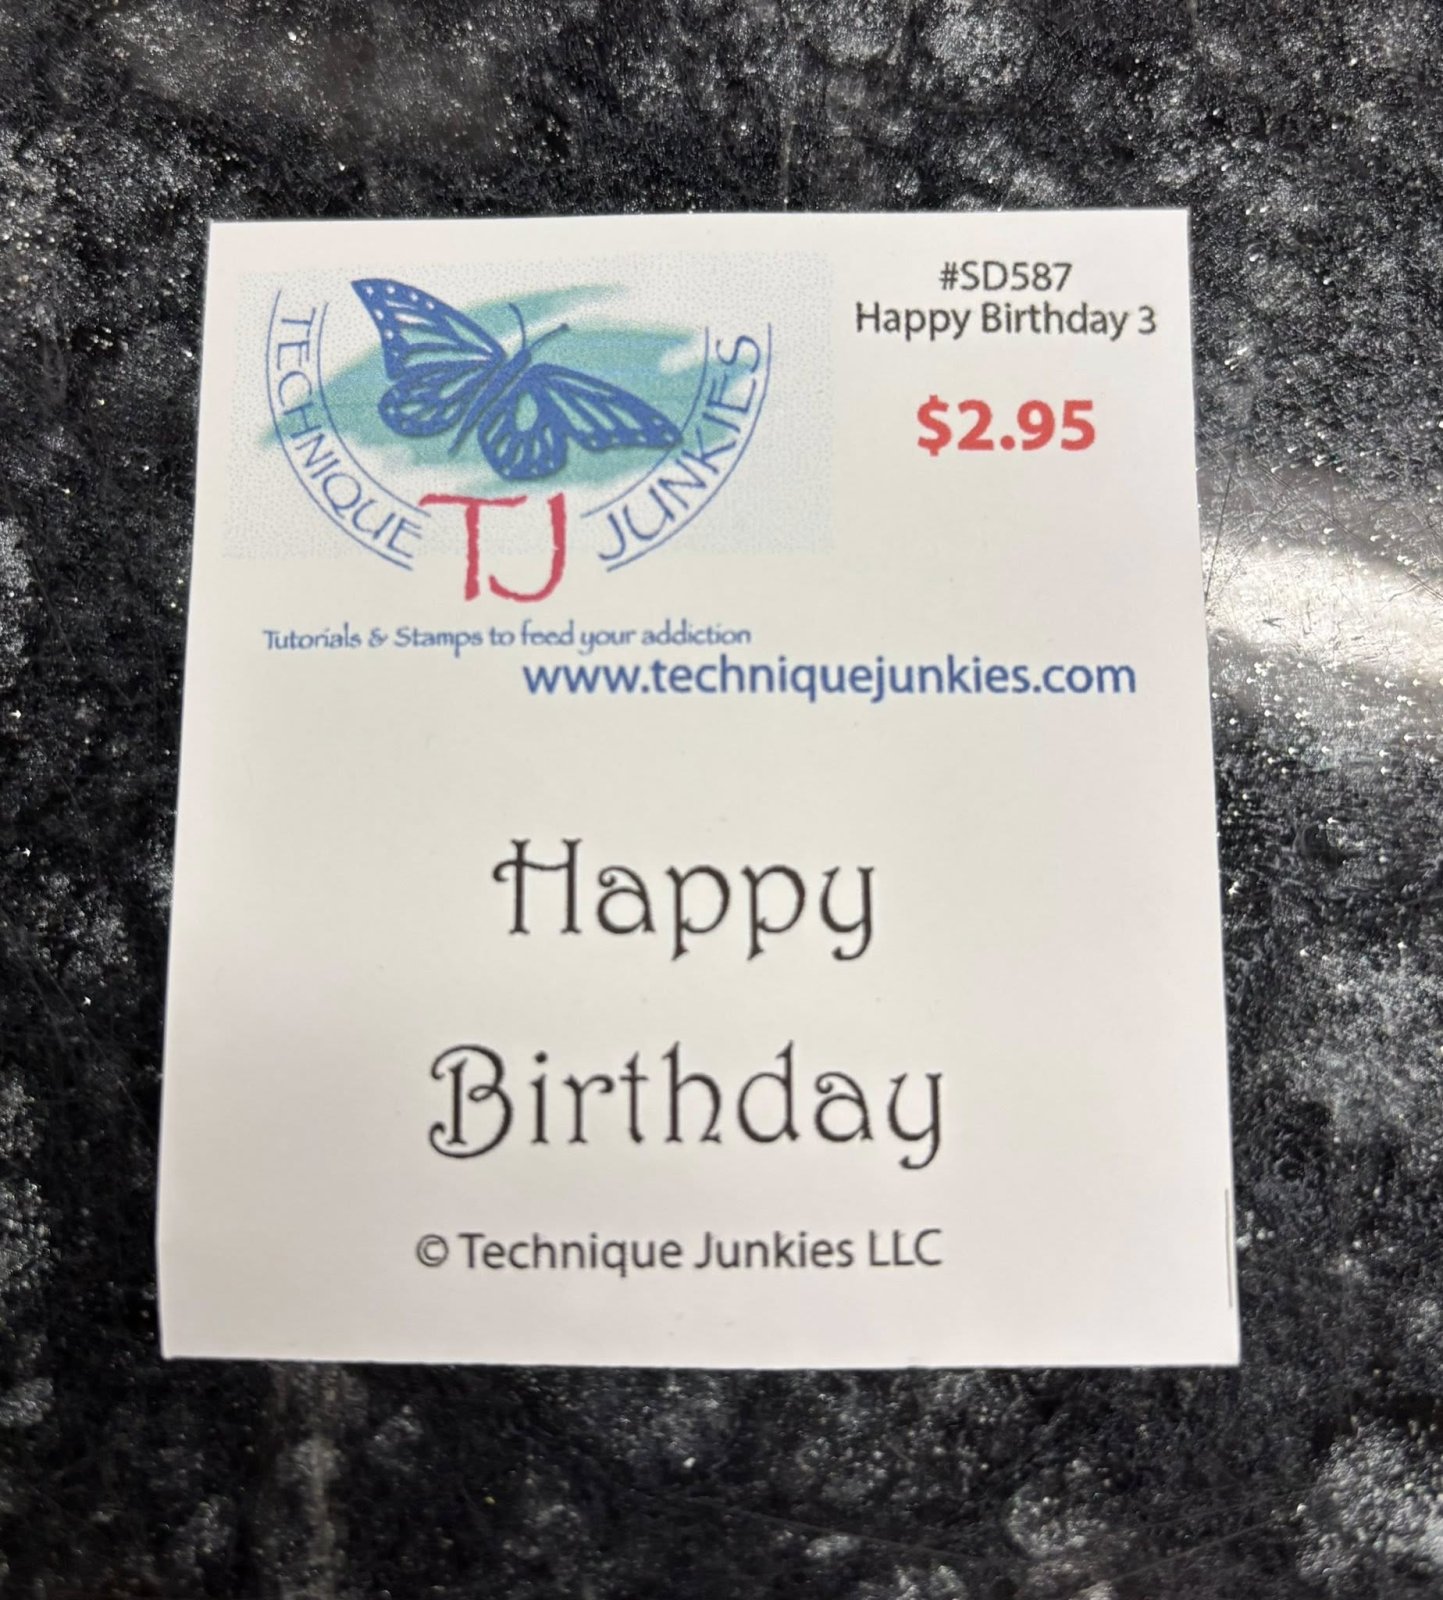 TECHNIQUE JUNKIES
TJ
Tutorials & Stamps to feed your addiction
www.techniquejunkies.com
#SD587
Happy Birthday 3
$2.95
Happy
Birthday
© Technique Junkies LLC